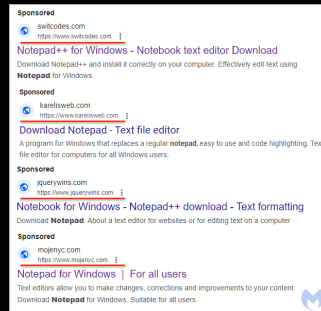 Sponsored
switcodes.com
https://www.switcodes.com
Notepad++ for Windows - Notebook text editor Download
Download Notepad++ and install it correctly on your computer. Effectively edit text using
Notepad for Windows.
Sponsored
karelisweb.com
https://www.karelisweb.com
Download Notepad - Text file editor
A program for Windows that replaces a regular notepad, easy to use and code highlighting. Tex
file editor for computers for all Windows users.
Sponsored
jquerywins.com
https://www.jquerywins.com
Notebook for Windows - Notepad++ download - Text formatting
Download Notepad. About a text editor for websites or for editing text on a computer
Sponsored
mojenyc.com
https://www.mojenyc.com
Notepad for Windows | For all users
Text editors allow you to make changes, corrections and improvements to your content.
Download Notepad for Windows. Suitable for all users.